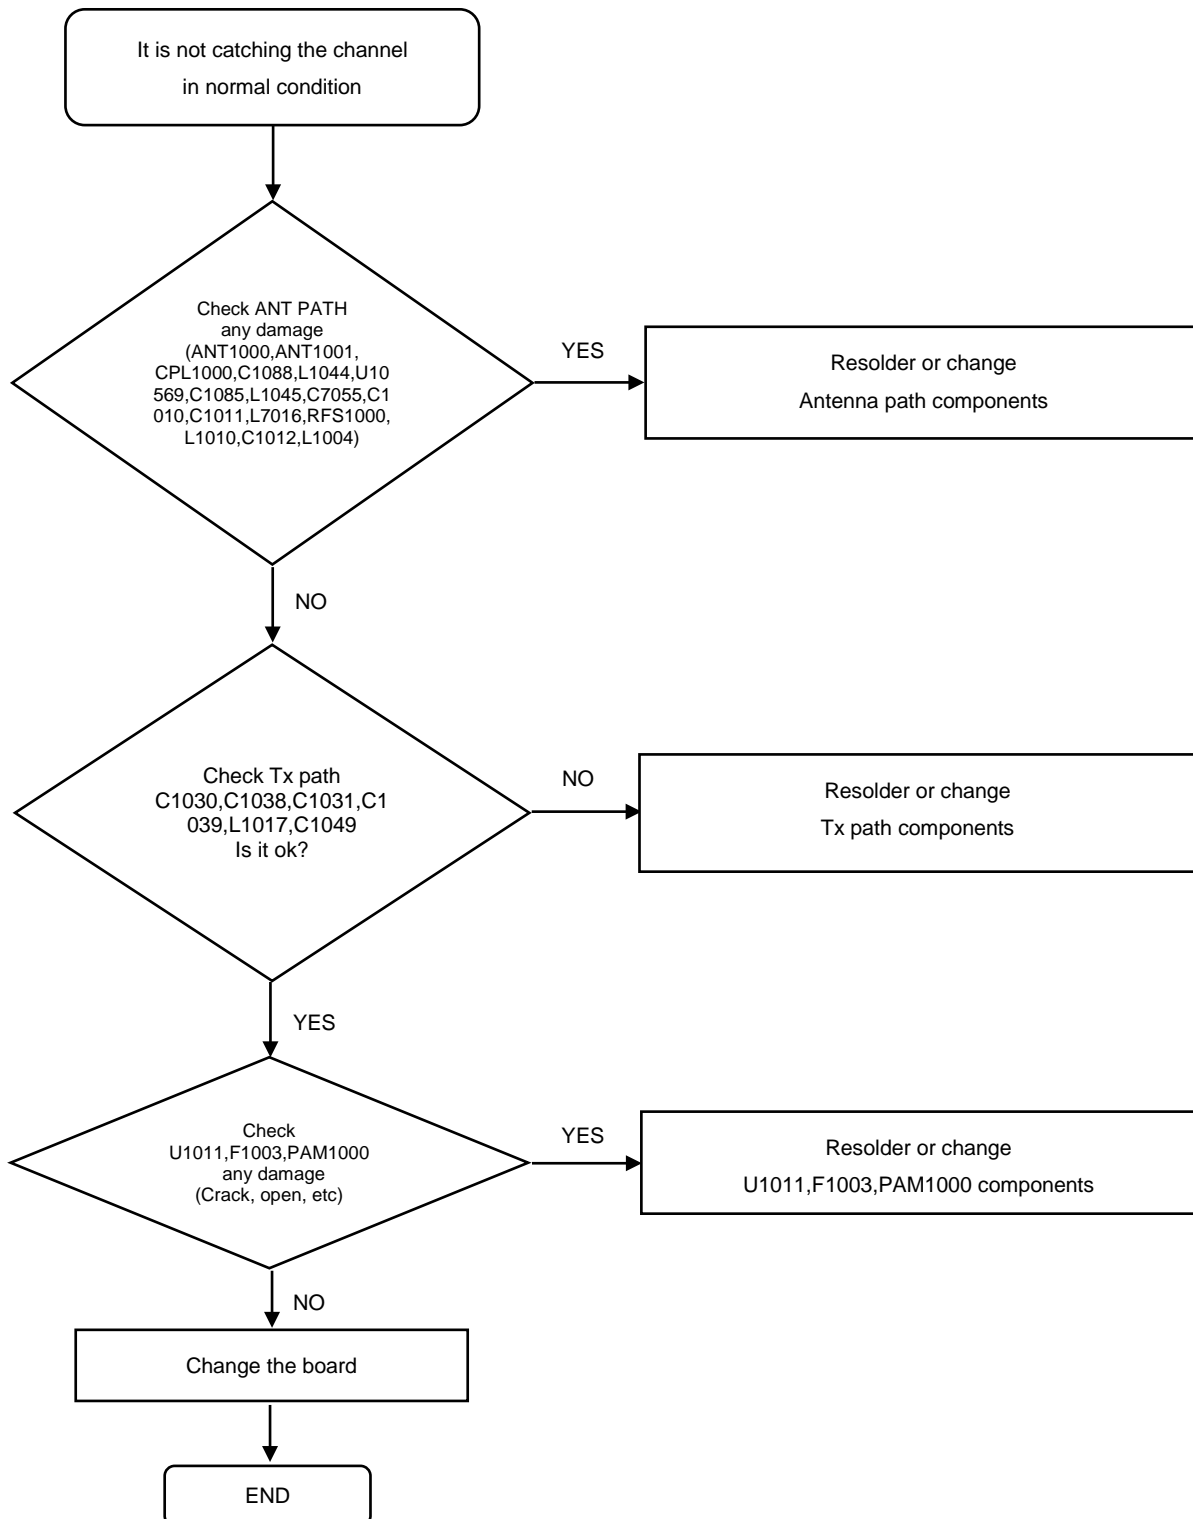 It is not catching the channel
in normal condition
Check ANT PATH
any damage
(ANT1000,ANT1001,
CPL1000,C1088,L1044,U10
569,C1085,L1045,C7055,C1
010,C1011,L7016,RFS1000,
L1010,C1012,L1004)
YES
Resolder or change
Antenna path components
NO
Check Tx path
C1030,C1038,C1031,C1
039,L1017,C1049
Is it ok?
NO
Resolder or change
Tx path components
YES
Check
U1011,F1003,PAM1000
any damage
(Crack, open, etc)
YES
Resolder or change
U1011,F1003,PAM1000 components
NO
Change the board
END